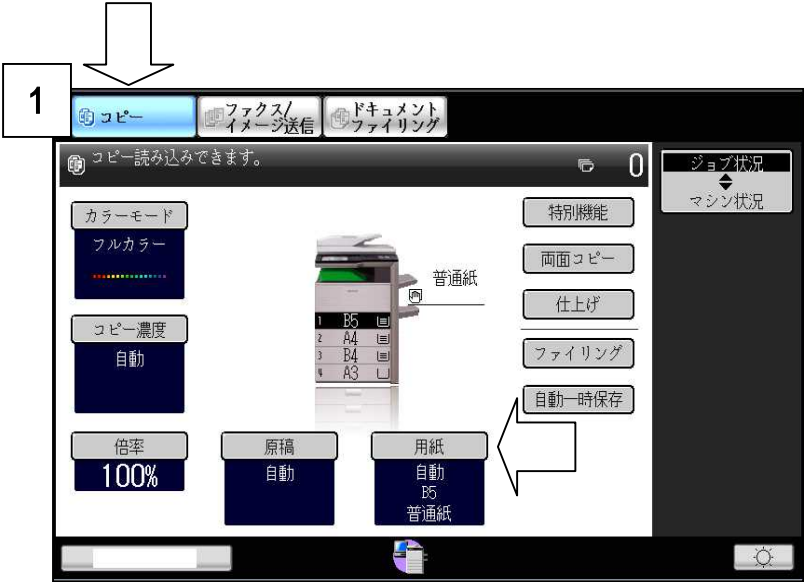 1
コピー
ファクス/
イメージ送信
ドキュメント
ファイリング
コピー読み込みできます。
0
ジョブ状況
マシン状況
カラーモード
フルカラー
特別機能
両面コピー
普通紙
仕上げ
コピー濃度
自動
1 B5
2 A4
3 B4
4 A3
ファイリング
自動一時保存
倍率
100%
原稿
自動
用紙
自動
B5
普通紙